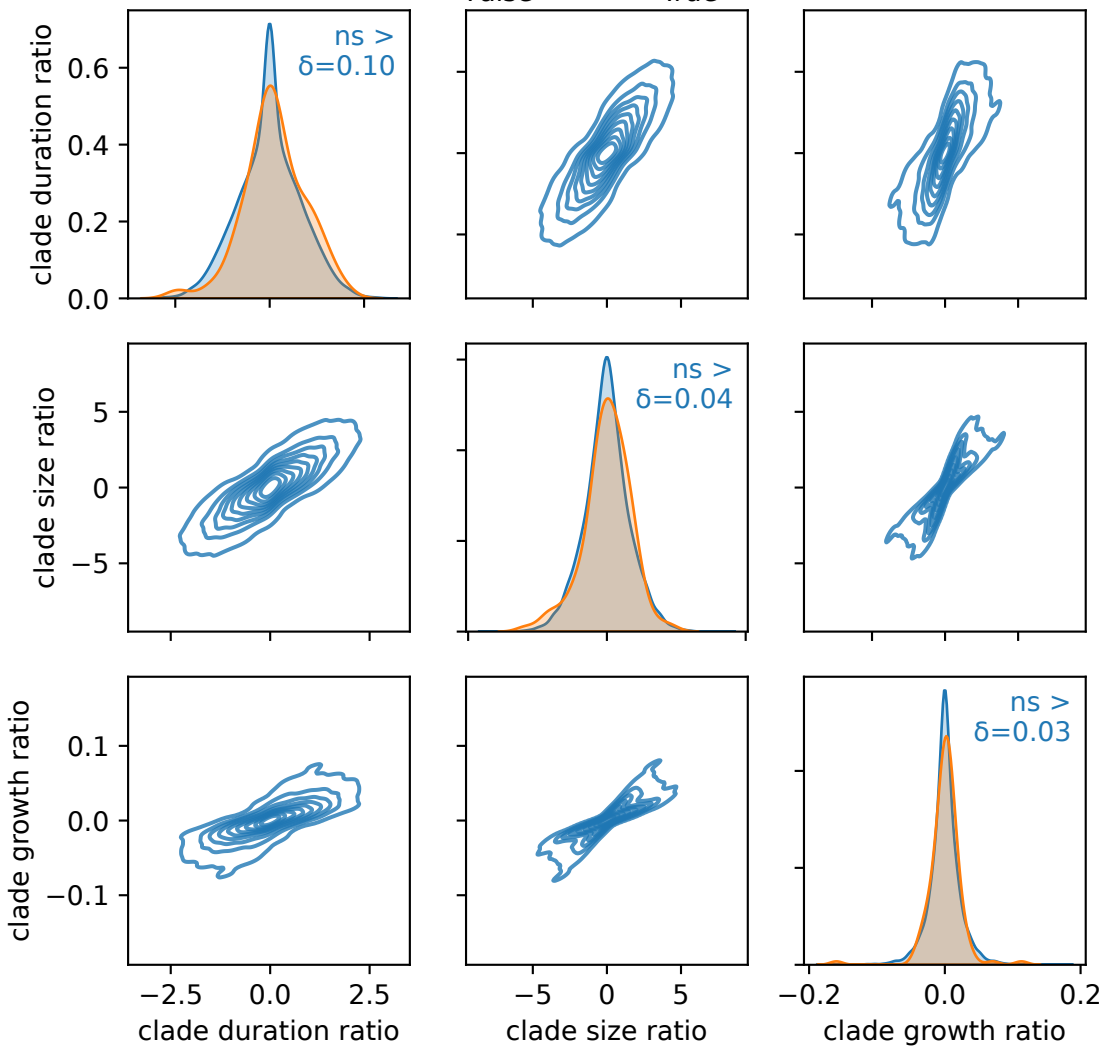 clade duration ratio
0.6
0.4
0.2
0.0
ns >
δ=0.10
clade size ratio
5
0
−5
ns >
δ=0.04
clade growth ratio
0.1
0.0
−0.1
ns >
δ=0.03
−2.5
0.0
2.5
−5
0
5
−0.2
0.0
0.2
clade duration ratio
clade size ratio
clade growth ratio